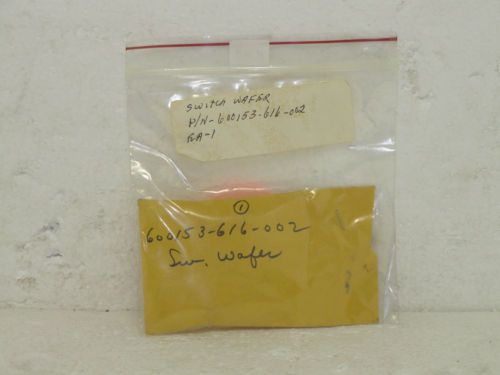 SWITCH WAFER
P/N-600153-616-002
EA-1
1
600153-616-002
Sw. Wafer